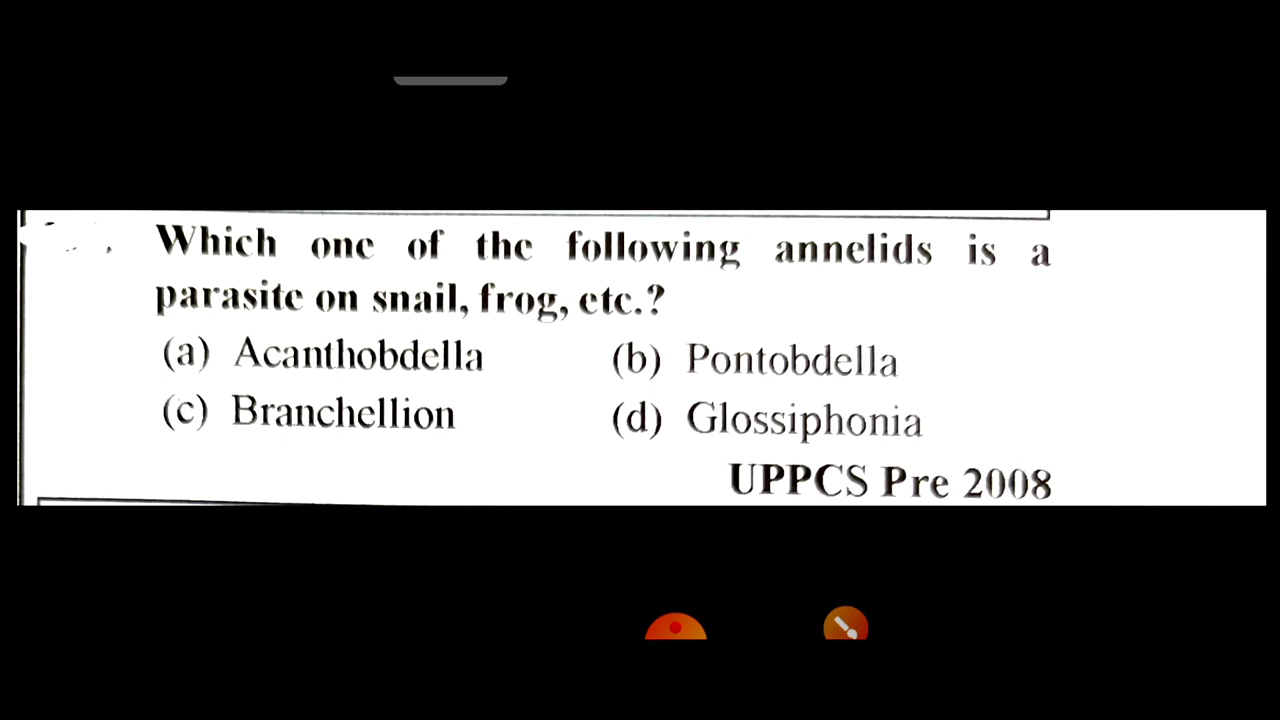 Which one of the following annelids is a
parasite on snail, frog, etc.?
(a) Acanthobdella (b) Pontobdella
(c) Branchellion (d) Glossiphonia
UPPCS Pre 2008